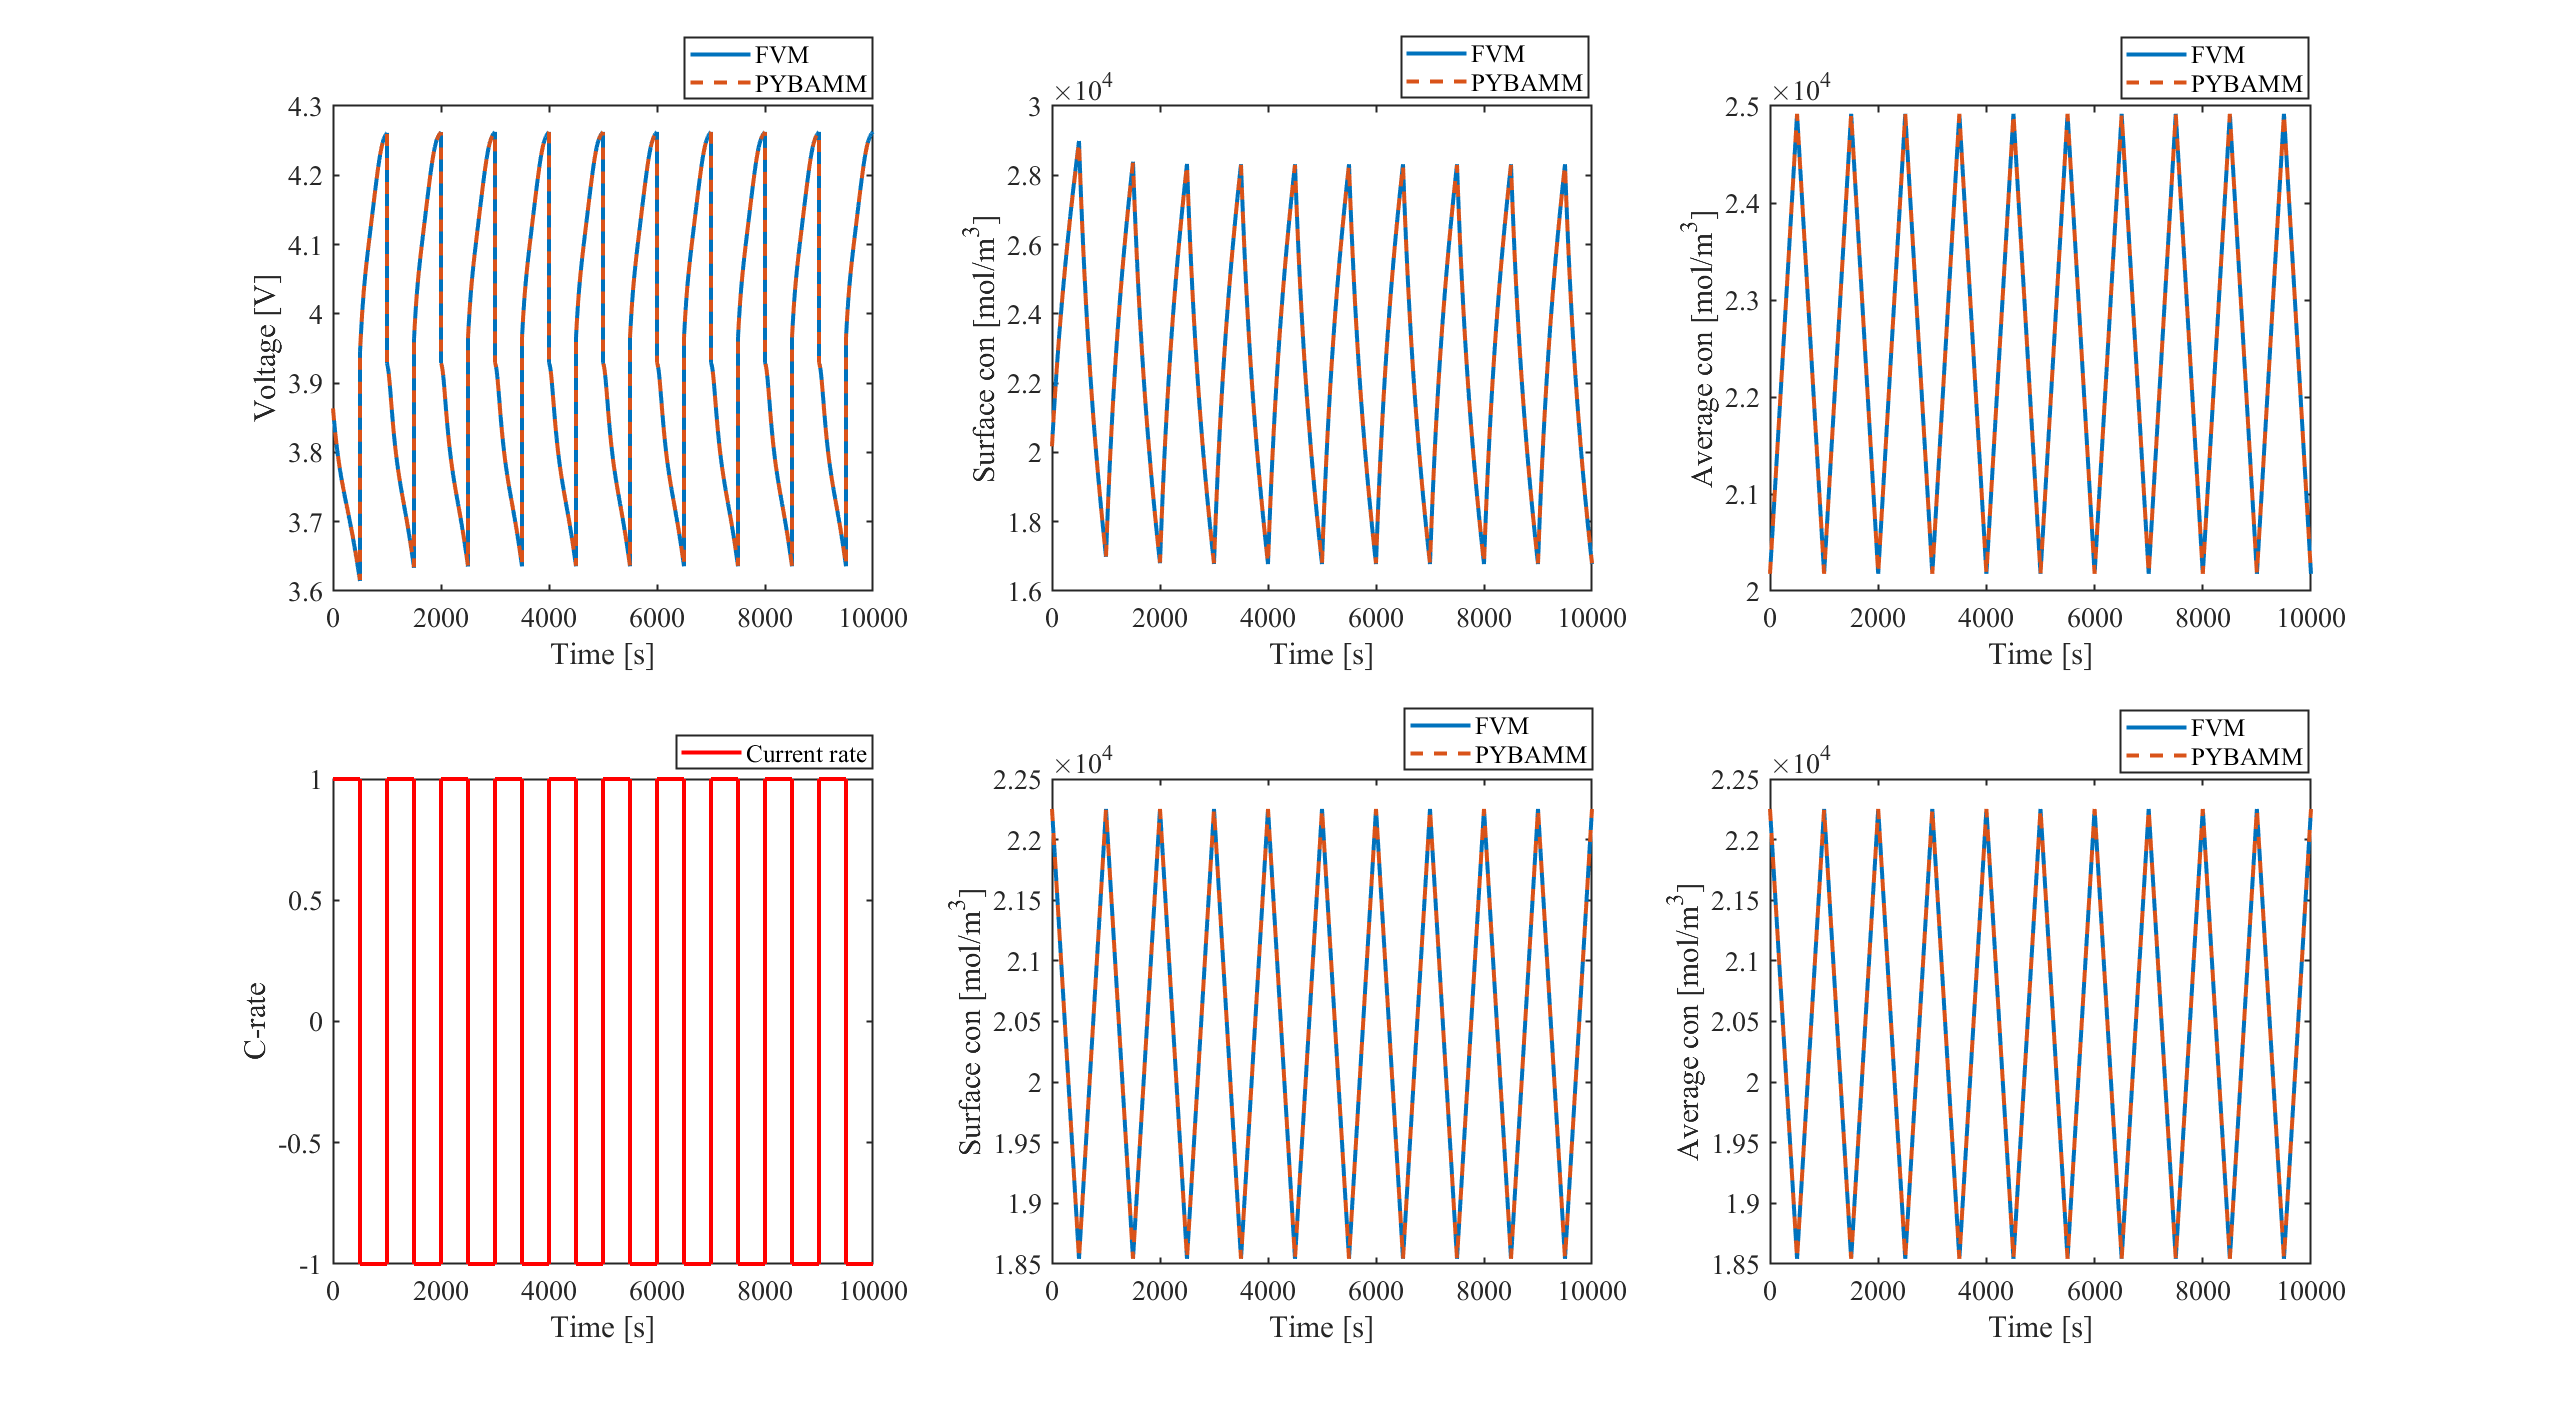 FVM
PYBAMM
4.3
4.2
4.1
4
3.9
3.8
3.7
3.6
Voltage [V]
0 2000 4000 6000 8000 10000
Time [s]
FVM
PYBAMM
×10^4
3
2.8
2.6
2.4
2.2
2
1.8
1.6
Surface con [mol/m^3]
0 2000 4000 6000 8000 10000
Time [s]
FVM
PYBAMM
×10^4
2.5
2.4
2.3
2.2
2.1
2
Average con [mol/m^3]
0 2000 4000 6000 8000 10000
Time [s]
Current rate
1
0.5
0
-0.5
-1
C-rate
0 2000 4000 6000 8000 10000
Time [s]
FVM
PYBAMM
×10^4
2.25
2.2
2.15
2.1
2.05
2
1.95
1.9
1.85
Surface con [mol/m^3]
0 2000 4000 6000 8000 10000
Time [s]
FVM
PYBAMM
×10^4
2.25
2.2
2.15
2.1
2.05
2
1.95
1.9
1.85
Average con [mol/m^3]
0 2000 4000 6000 8000 10000
Time [s]